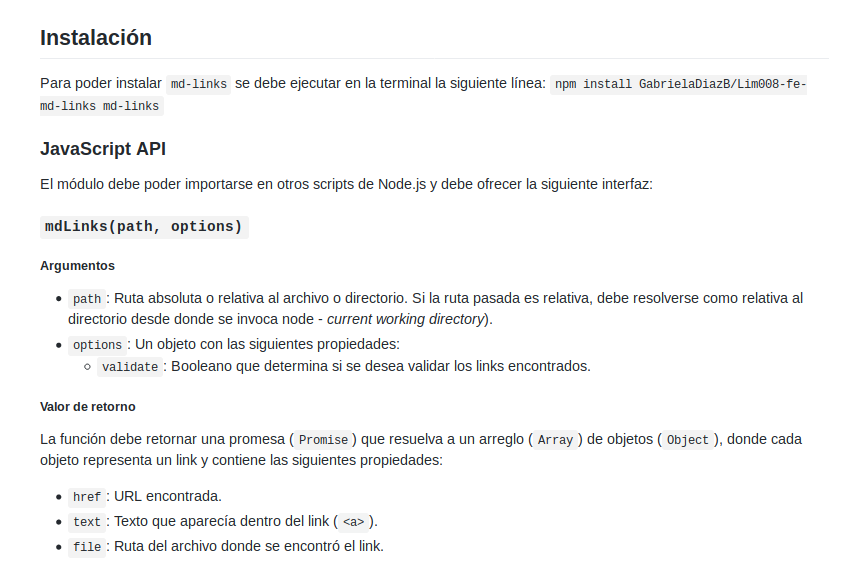 Instalación
Para poder instalar md-links se debe ejecutar en la terminal la siguiente línea: npm install GabrielaDiazB/Lim008-fe-
md-links md-links
JavaScript API
El módulo debe poder importarse en otros scripts de Node.js y debe ofrecer la siguiente interfaz:
mdLinks(path, options)
Argumentos
• path : Ruta absoluta o relativa al archivo o directorio. Si la ruta pasada es relativa, debe resolverse como relativa al
directorio desde donde se invoca node - current working directory).
• options : Un objeto con las siguientes propiedades:
○ validate : Booleano que determina si se desea validar los links encontrados.
Valor de retorno
La función debe retornar una promesa ( Promise ) que resuelva a un arreglo ( Array ) de objetos ( Object ), donde cada
objeto representa un link y contiene las siguientes propiedades:
• href : URL encontrada.
• text : Texto que aparecía dentro del link ( <a> ).
• file : Ruta del archivo donde se encontró el link.